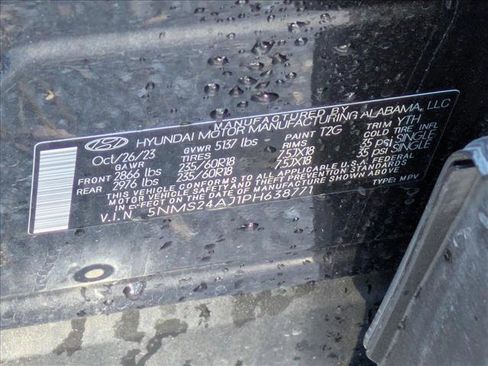 MANUFACTURED BY
HYUNDAI MOTOR MANUFACTURING ALABAMA, LLC
Oct/26/23 GVWR 5137 lbs PAINT T2G TRIM YTH
GAWR TIRES RIMS COLD TIRE PSI
FRONT 2866 lbs 235/60R18 7.5JX18 35 PSI SINGLE
REAR 2976 lbs 235/60R18 7.5JX18 35 PSI SINGLE
THIS VEHICLE CONFORMS TO ALL APPLICABLE U.S.A FEDERAL
MOTOR VEHICLE SAFETY AND THEFT PREVENTION STANDARDS
IN EFFECT ON THE DATE OF MANUFACTURE SHOWN ABOVE.
V.I.N. 5NMS24AJ1PH638771 TYPE: MPV